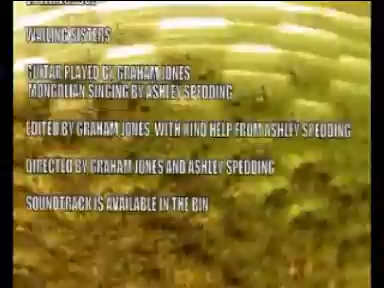 WAILING SISTERS
GUITAR PLAYED BY GRAHAM JONES
MONGOLIAN SINGING BY ASHLEY SPEDDING
EDITED BY GRAHAM JONES WITH KIND HELP FROM ASHLEY SPEDDING
DIRECTED BY GRAHAM JONES AND ASHLEY SPEDDING
SOUNDTRACK IS AVAILABLE IN THE BIN